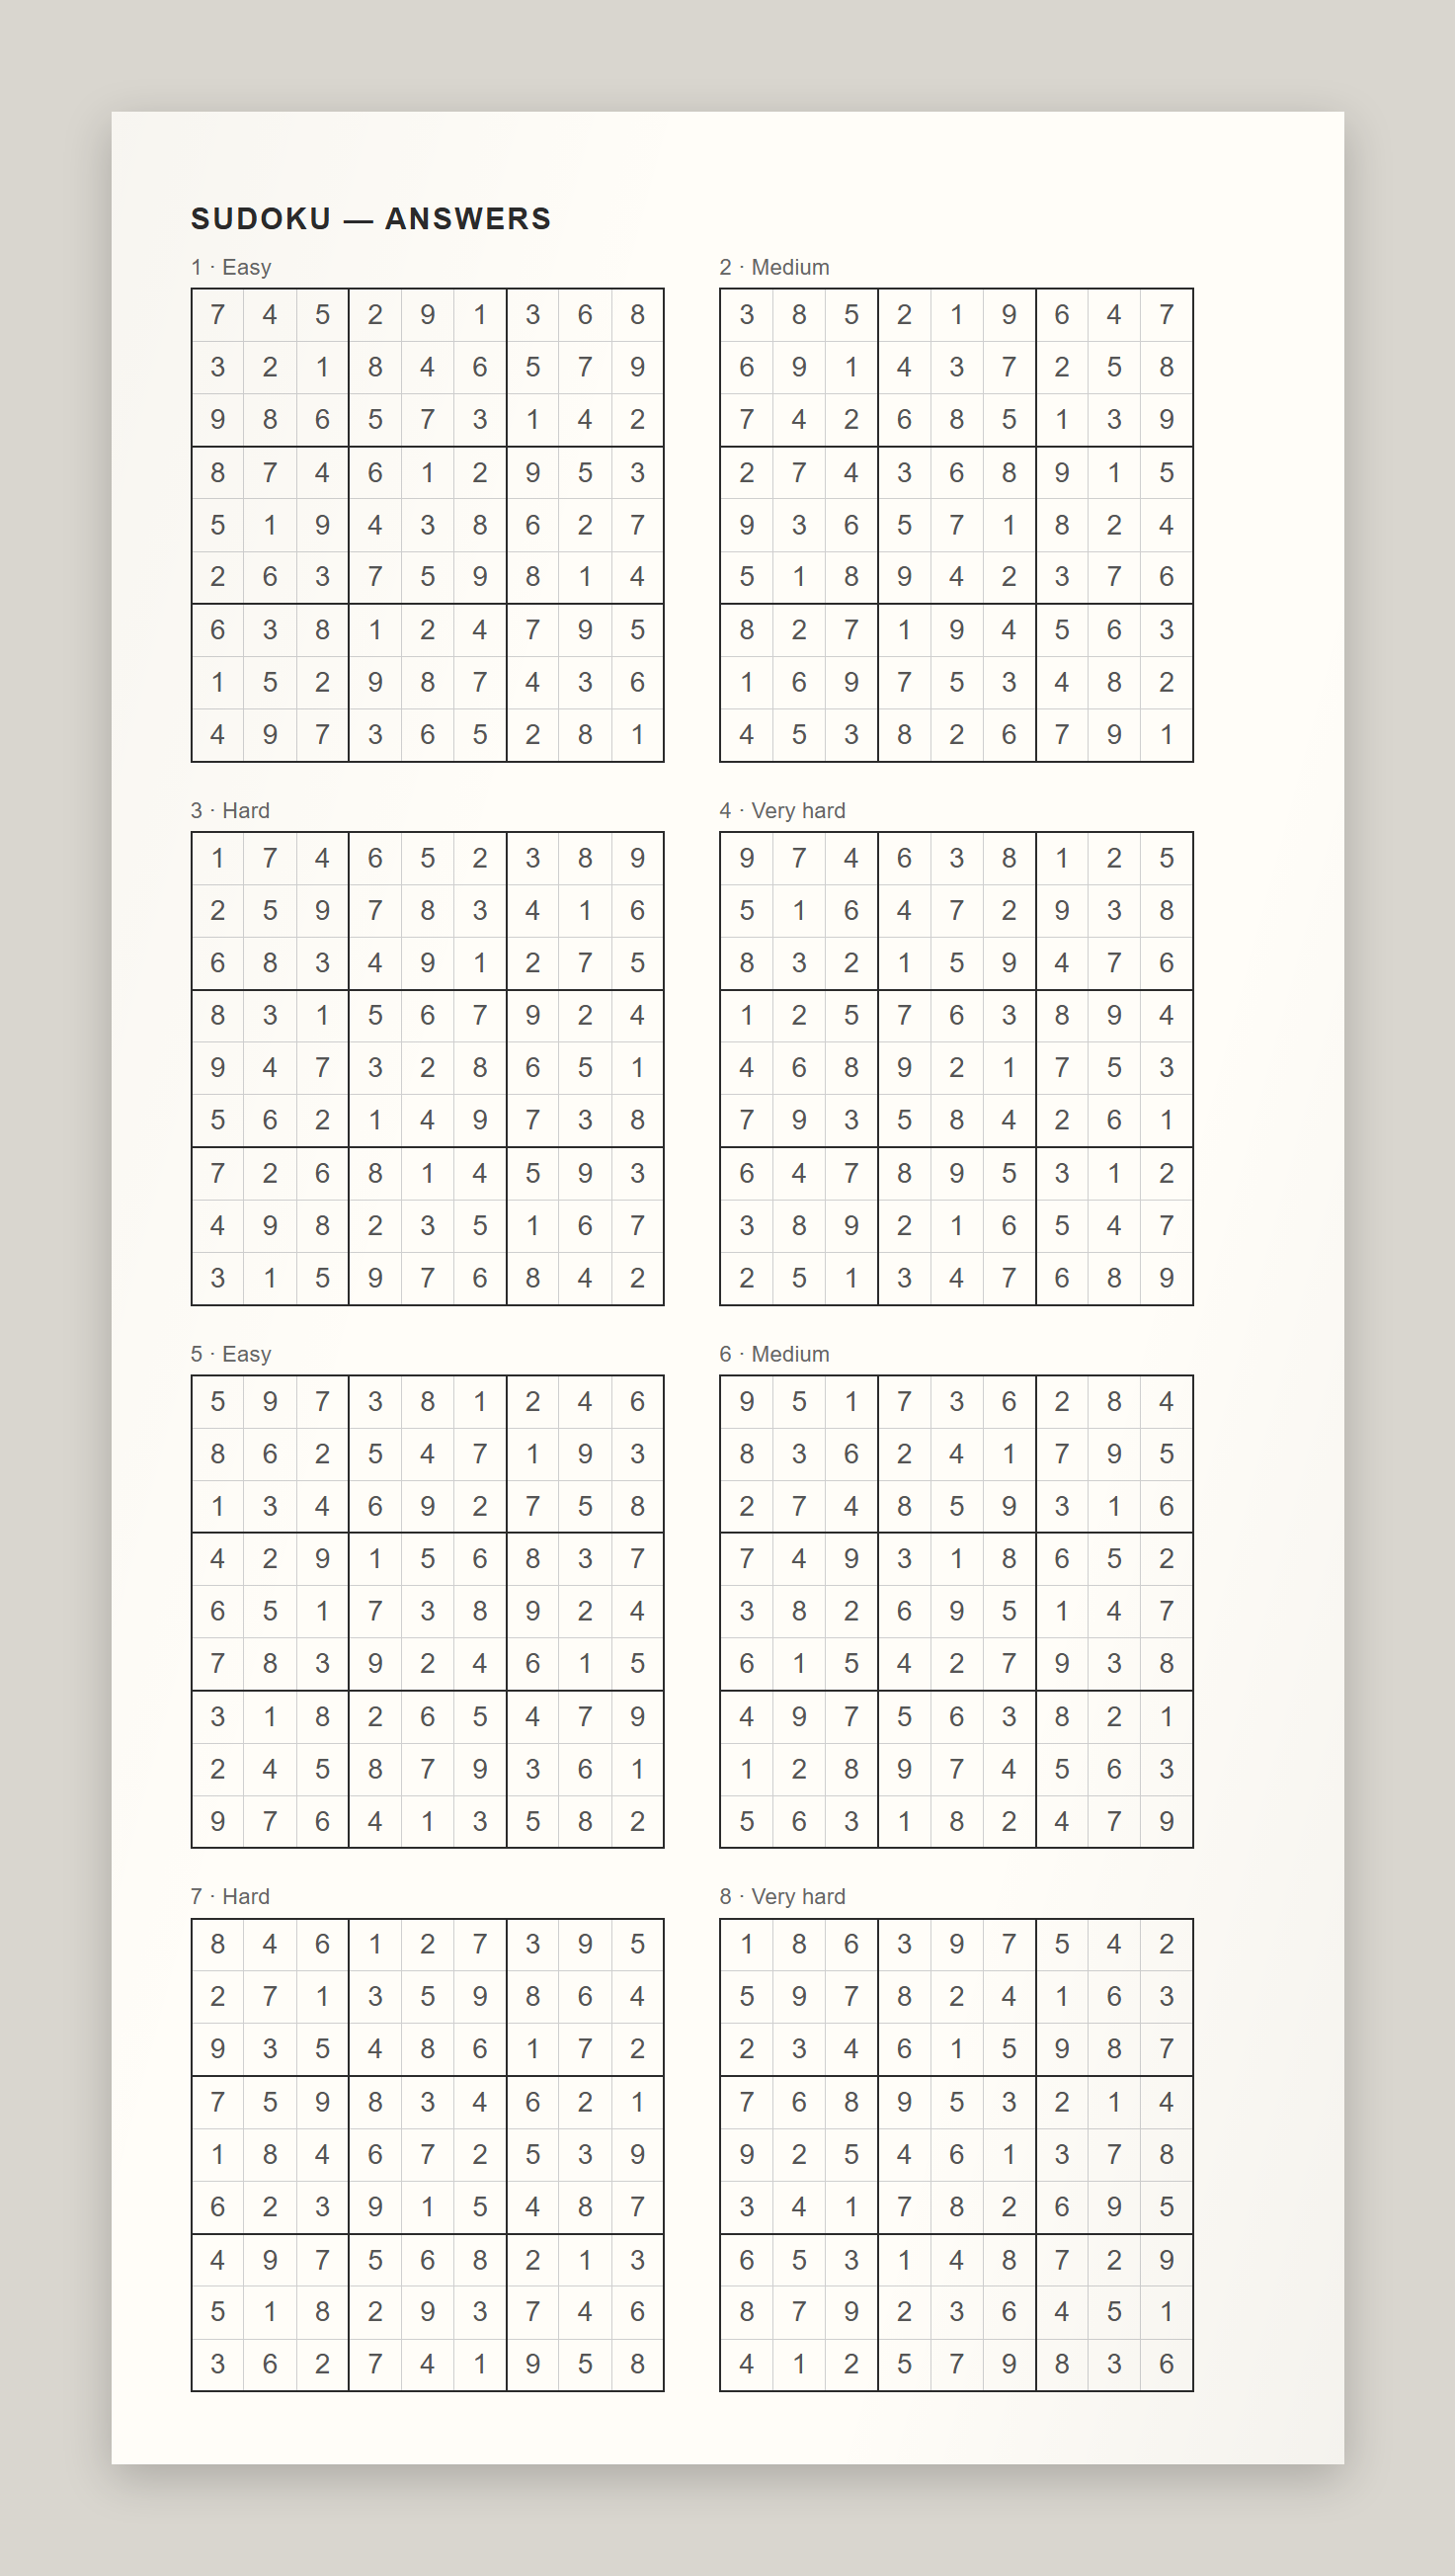 SUDOKU — ANSWERS
1 · Easy
7 4 5 2 9 1 3 6 8
3 2 1 8 4 6 5 7 9
9 8 6 5 7 3 1 4 2
8 7 4 6 1 2 9 5 3
5 1 9 4 3 8 6 2 7
2 6 3 7 5 9 8 1 4
6 3 8 1 2 4 7 9 5
1 5 2 9 8 7 4 3 6
4 9 7 3 6 5 2 8 1
2 · Medium
3 8 5 2 1 9 6 4 7
6 9 1 4 3 7 2 5 8
7 4 2 6 8 5 1 3 9
2 7 4 3 6 8 9 1 5
9 3 6 5 7 1 8 2 4
5 1 8 9 4 2 3 7 6
8 2 7 1 9 4 5 6 3
1 6 9 7 5 3 4 8 2
4 5 3 8 2 6 7 9 1
3 · Hard
1 7 4 6 5 2 3 8 9
2 5 9 7 8 3 4 1 6
6 8 3 4 9 1 2 7 5
8 3 1 5 6 7 9 2 4
9 4 7 3 2 8 6 5 1
5 6 2 1 4 9 7 3 8
7 2 6 8 1 4 5 9 3
4 9 8 2 3 5 1 6 7
3 1 5 9 7 6 8 4 2
4 · Very hard
9 7 4 6 3 8 1 2 5
5 1 6 4 7 2 9 3 8
8 3 2 1 5 9 4 7 6
1 2 5 7 6 3 8 9 4
4 6 8 9 2 1 7 5 3
7 9 3 5 8 4 2 6 1
6 4 7 8 9 5 3 1 2
3 8 9 2 1 6 5 4 7
2 5 1 3 4 7 6 8 9
5 · Easy
5 9 7 3 8 1 2 4 6
8 6 2 5 4 7 1 9 3
1 3 4 6 9 2 7 5 8
4 2 9 1 5 6 8 3 7
6 5 1 7 3 8 9 2 4
7 8 3 9 2 4 6 1 5
3 1 8 2 6 5 4 7 9
2 4 5 8 7 9 3 6 1
9 7 6 4 1 3 5 8 2
6 · Medium
9 5 1 7 3 6 2 8 4
8 3 6 2 4 1 7 9 5
2 7 4 8 5 9 3 1 6
7 4 9 3 1 8 6 5 2
3 8 2 6 9 5 1 4 7
6 1 5 4 2 7 9 3 8
4 9 7 5 6 3 8 2 1
1 2 8 9 7 4 5 6 3
5 6 3 1 8 2 4 7 9
7 · Hard
8 4 6 1 2 7 3 9 5
2 7 1 3 5 9 8 6 4
9 3 5 4 8 6 1 7 2
7 5 9 8 3 4 6 2 1
1 8 4 6 7 2 5 3 9
6 2 3 9 1 5 4 8 7
4 9 7 5 6 8 2 1 3
5 1 8 2 9 3 7 4 6
3 6 2 7 4 1 9 5 8
8 · Very hard
1 8 6 3 9 7 5 4 2
5 9 7 8 2 4 1 6 3
2 3 4 6 1 5 9 8 7
7 6 8 9 5 3 2 1 4
9 2 5 4 6 1 3 7 8
3 4 1 7 8 2 6 9 5
6 5 3 1 4 8 7 2 9
8 7 9 2 3 6 4 5 1
4 1 2 5 7 9 8 3 6